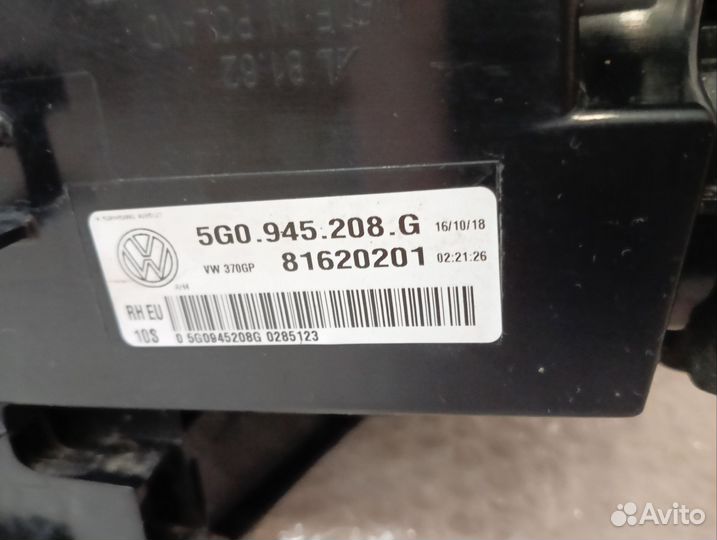 5G0.945.208.G 16/10/18
VW 370GP 81620201 02:21:26
RH EU
10S 0 5G0945208G 0285123
Avito